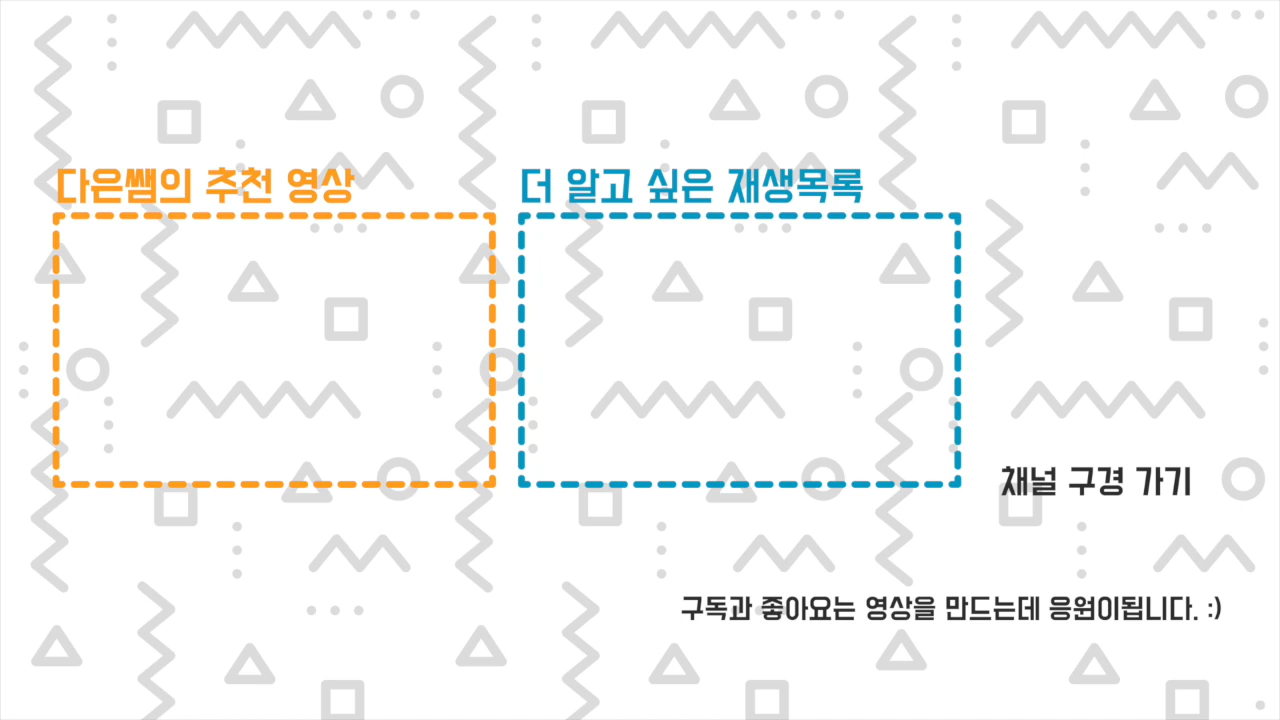 다은쌤의 추천 영상
더 알고 싶은 재생목록
채널 구경 가기
구독과 좋아요는 영상을 만드는데 응원이됩니다. :)